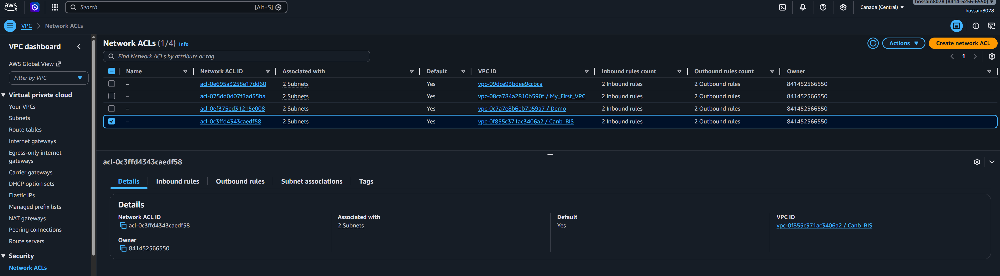 aws
Search [Alt+S]
Canada (Central)
hossain8078 (8414-5256-6550)
hossain8078
VPC > Network ACLs
VPC dashboard
AWS Global View
Filter by VPC
Virtual private cloud
Your VPCs
Subnets
Route tables
Internet gateways
Egress-only internet
gateways
Carrier gateways
DHCP option sets
Elastic IPs
Managed prefix lists
NAT gateways
Peering connections
Route servers
Security
Network ACLs
Network ACLs (1/4) Info
Actions
Create network ACL
Find Network ACLs by attribute or tag
1
Name Network ACL ID Associated with Default VPC ID Inbound rules count Outbound rules count Owner
– acl-0e695a3258e17dd60 2 Subnets Yes vpc-09dce93bdee9ccbca 2 Inbound rules 2 Outbound rules 841452566550
– acl-075dd0d07f3ad55ba 2 Subnets Yes vpc-08ca784a2810b590f / My_First_VPC 2 Inbound rules 2 Outbound rules 841452566550
– acl-0ef375ed31215e008 2 Subnets Yes vpc-0c7a7e8b6eb7b59a7 / Demo 2 Inbound rules 2 Outbound rules 841452566550
– acl-0c3ffd4343caedf58 2 Subnets Yes vpc-0f855c371ac3406a2 / Canb_BIS 2 Inbound rules 2 Outbound rules 841452566550
acl-0c3ffd4343caedf58
Details Inbound rules Outbound rules Subnet associations Tags
Details
Network ACL ID Associated with Default VPC ID
acl-0c3ffd4343caedf58 2 Subnets Yes vpc-0f855c371ac3406a2 / Canb_BIS
Owner
841452566550